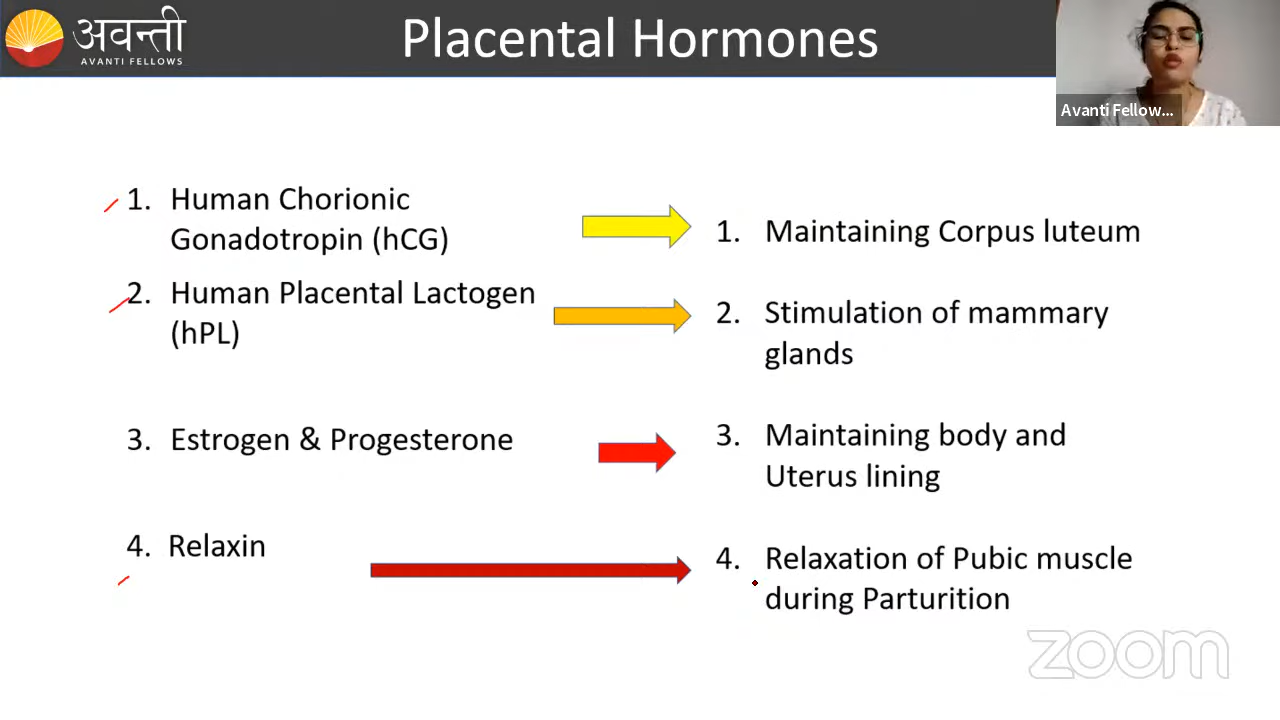 अवन्ती
AVANTI FELLOWS
Placental Hormones
Avanti Fellow...
1. Human Chorionic
Gonadotropin (hCG)
2. Human Placental Lactogen
(hPL)
3. Estrogen & Progesterone
4. Relaxin
1. Maintaining Corpus luteum
2. Stimulation of mammary
glands
3. Maintaining body and
Uterus lining
4. Relaxation of Pubic muscle
during Parturition
zoom